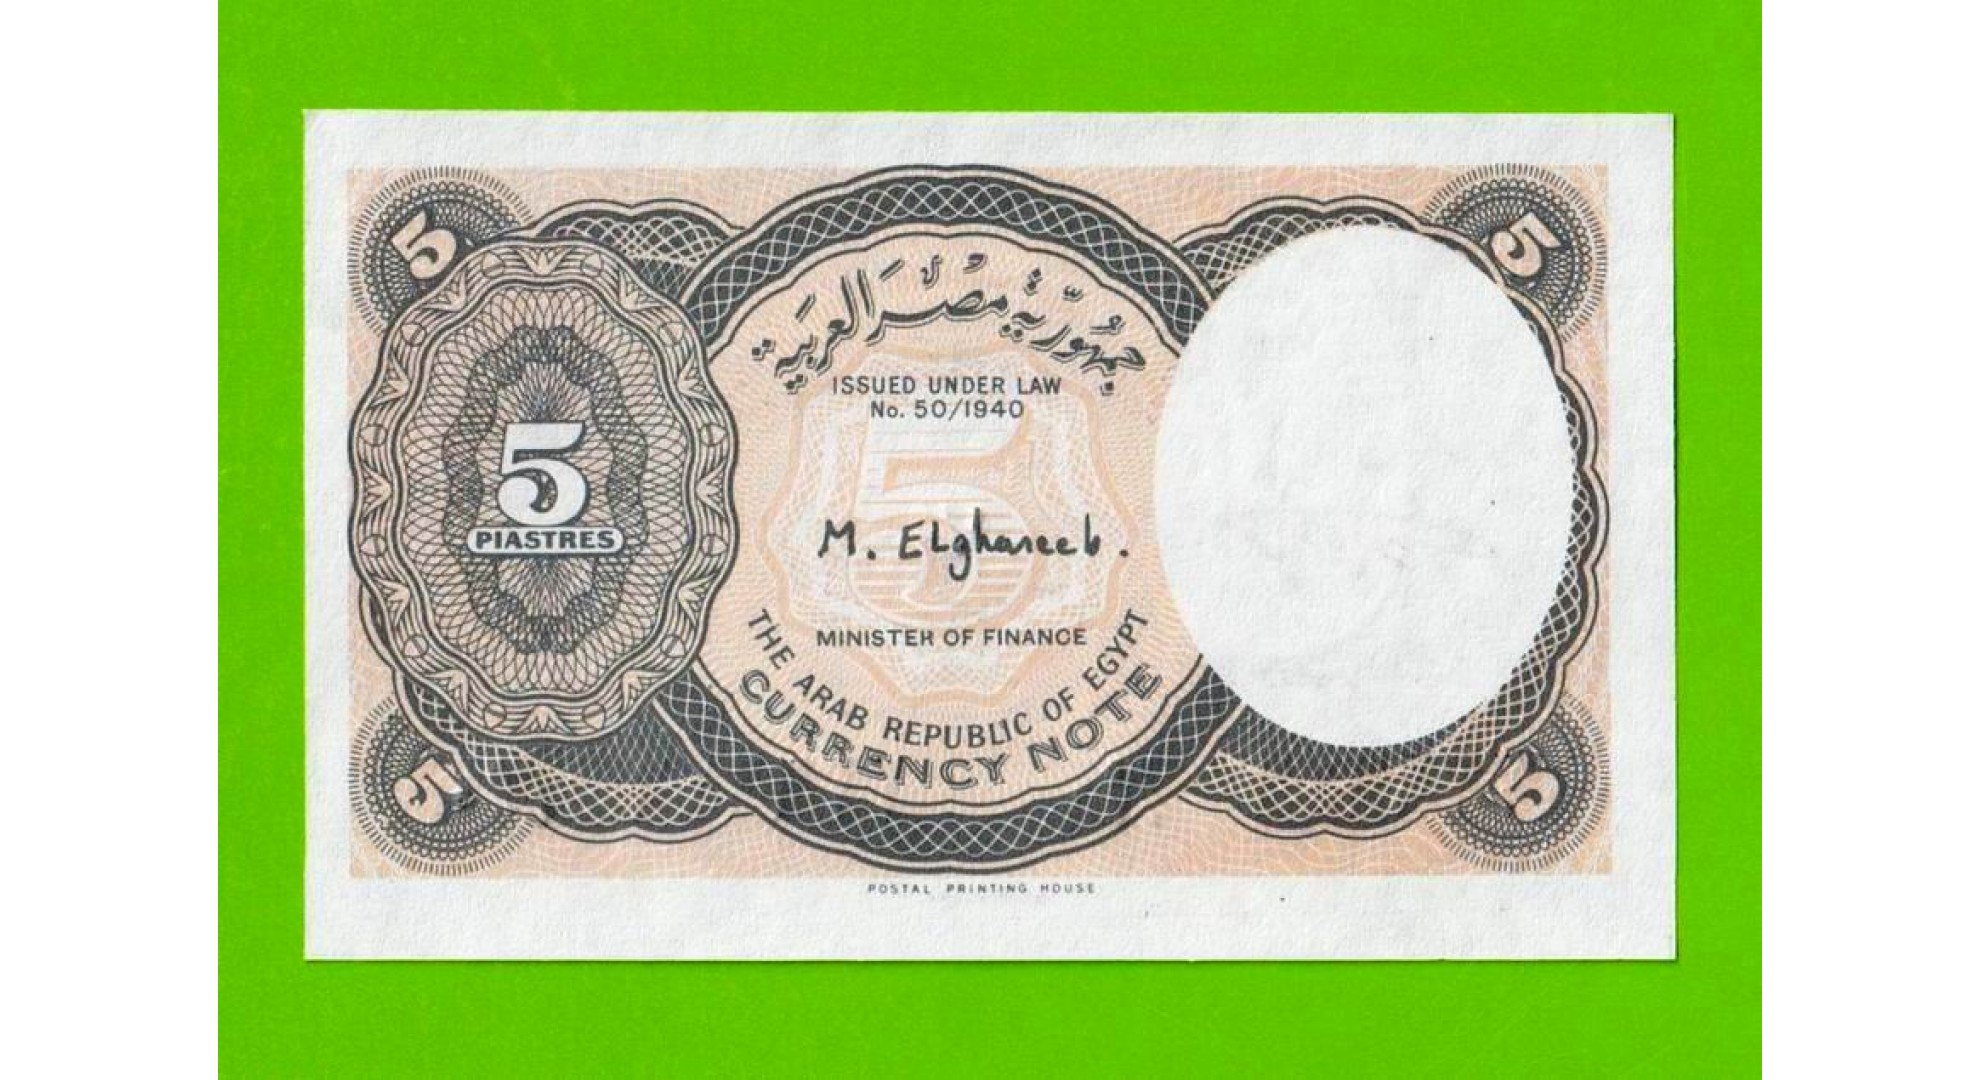 5
5
جمهورية مصر العربية
ISSUED UNDER LAW
No. 50/1940
5
PIASTRES
5
M. ELghareeb.
MINISTER OF FINANCE
THE ARAB REPUBLIC OF EGYPT
CURRENCY NOTE
5
5
POSTAL PRINTING HOUSE